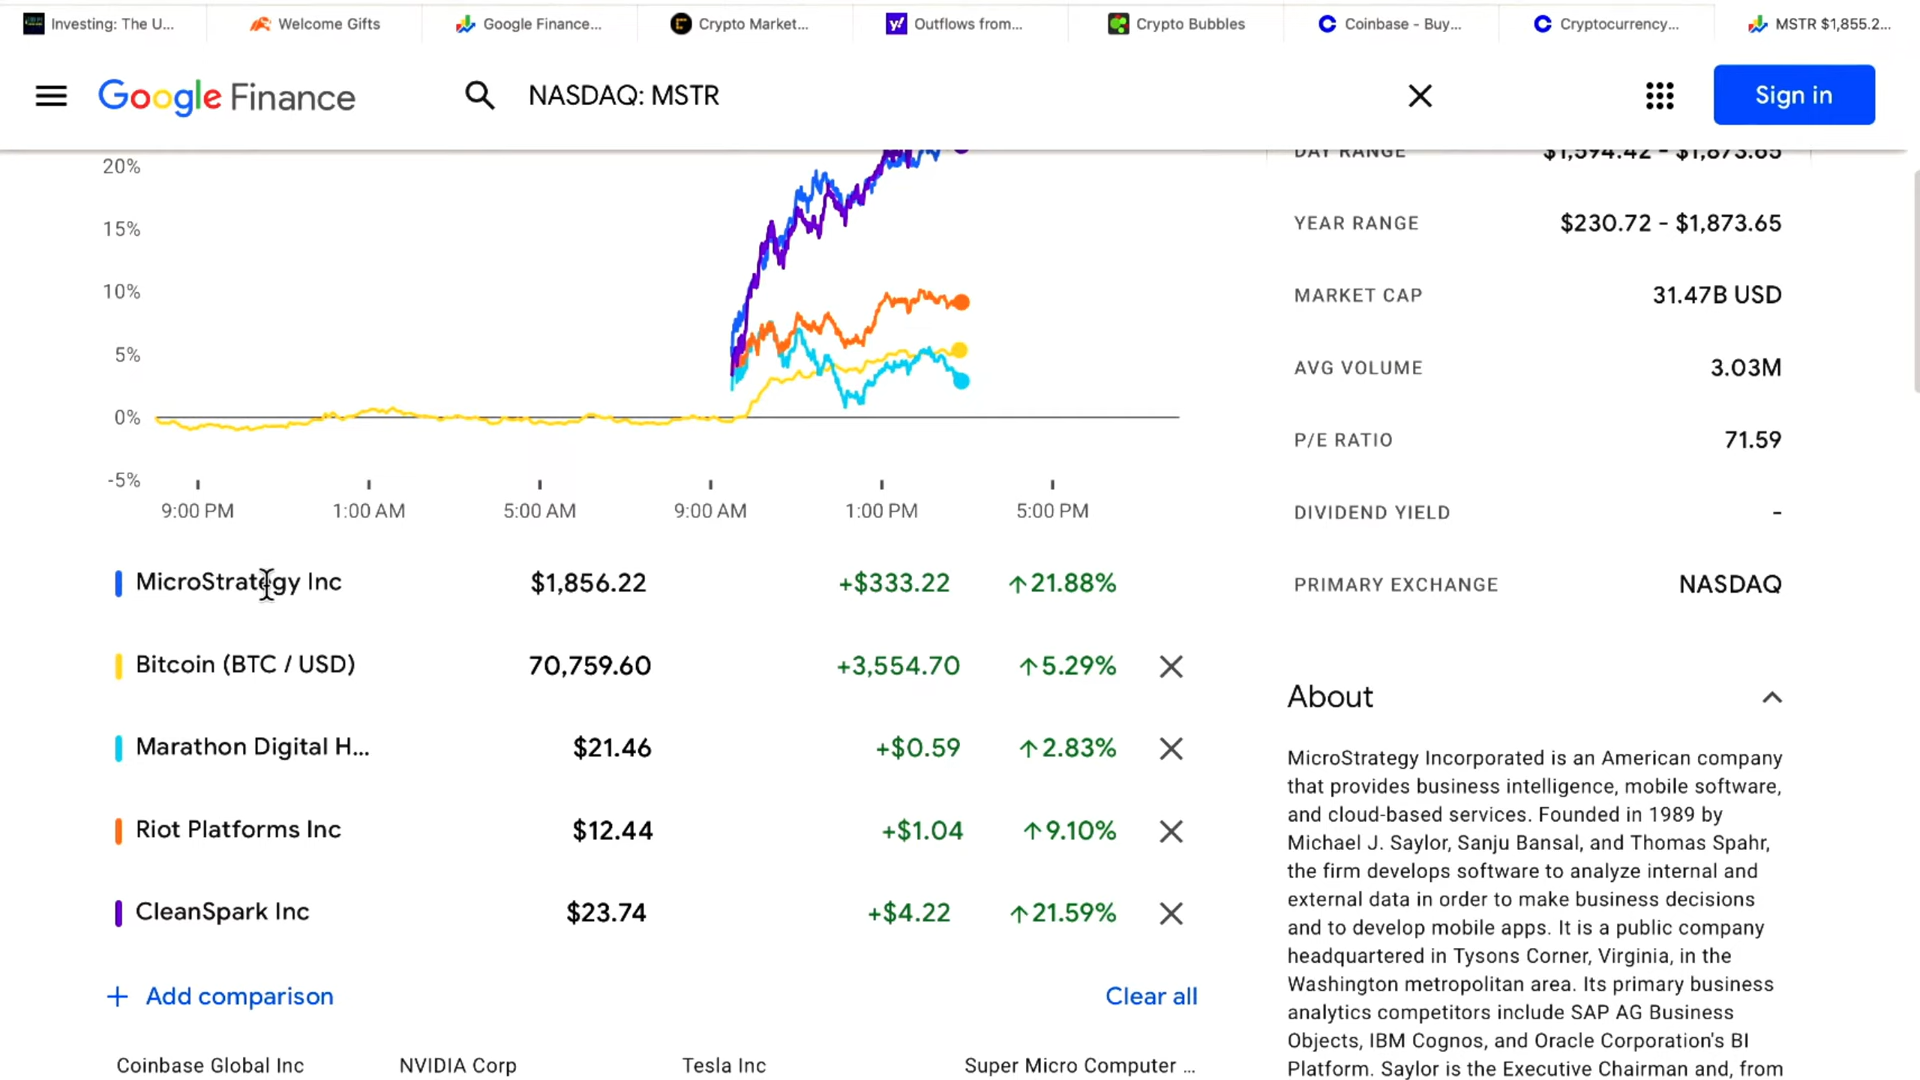 Investing: The U...
Welcome Gifts
Google Finance...
Crypto Market...
Outflows from...
Crypto Bubbles
Coinbase - Buy...
Cryptocurrency...
MSTR $1,855.2...
Google Finance
NASDAQ: MSTR
Sign in
20%
15%
10%
5%
0%
-5%
9:00 PM
1:00 AM
5:00 AM
9:00 AM
1:00 PM
5:00 PM
MicroStrategy Inc $1,856.22 +$333.22 ↑21.88%
Bitcoin (BTC / USD) 70,759.60 +3,554.70 ↑5.29%
Marathon Digital H... $21.46 +$0.59 ↑2.83%
Riot Platforms Inc $12.44 +$1.04 ↑9.10%
CleanSpark Inc $23.74 +$4.22 ↑21.59%
+ Add comparison
Clear all
Coinbase Global Inc
NVIDIA Corp
Tesla Inc
Super Micro Computer ...
DAY RANGE $1,594.42 - $1,873.65
YEAR RANGE $230.72 - $1,873.65
MARKET CAP 31.47B USD
AVG VOLUME 3.03M
P/E RATIO 71.59
DIVIDEND YIELD -
PRIMARY EXCHANGE NASDAQ
About
MicroStrategy Incorporated is an American company
that provides business intelligence, mobile software,
and cloud-based services. Founded in 1989 by
Michael J. Saylor, Sanju Bansal, and Thomas Spahr,
the firm develops software to analyze internal and
external data in order to make business decisions
and to develop mobile apps. It is a public company
headquartered in Tysons Corner, Virginia, in the
Washington metropolitan area. Its primary business
analytics competitors include SAP AG Business
Objects, IBM Cognos, and Oracle Corporation's BI
Platform. Saylor is the Executive Chairman and, from